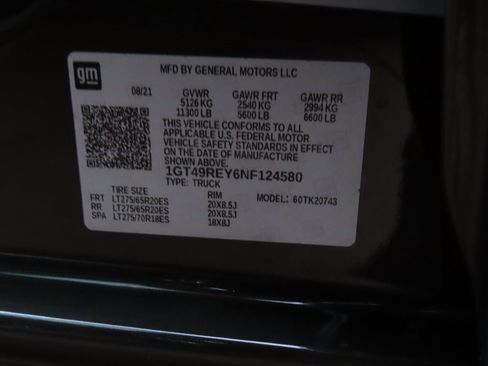 gm
MFD BY GENERAL MOTORS LLC
08/21 GVWR GAWR FRT GAWR RR
5126 KG 2540 KG 2994 KG
11300 LB 5600 LB 6600 LB
THIS VEHICLE CONFORMS TO ALL
APPLICABLE U.S. FEDERAL MOTOR
VEHICLE SAFETY STANDARDS IN EFFECT
ON THE DATE OF MANUFACTURE
SHOWN ABOVE.
1GT49REY6NF124580
TYPE: TRUCK
TIRE SIZE RIM MODEL: 60TK20743
FRT LT275/65R20ES 20X8.5J
RR LT275/65R20ES 20X8.5J
SPA LT275/70R18ES 18X8J